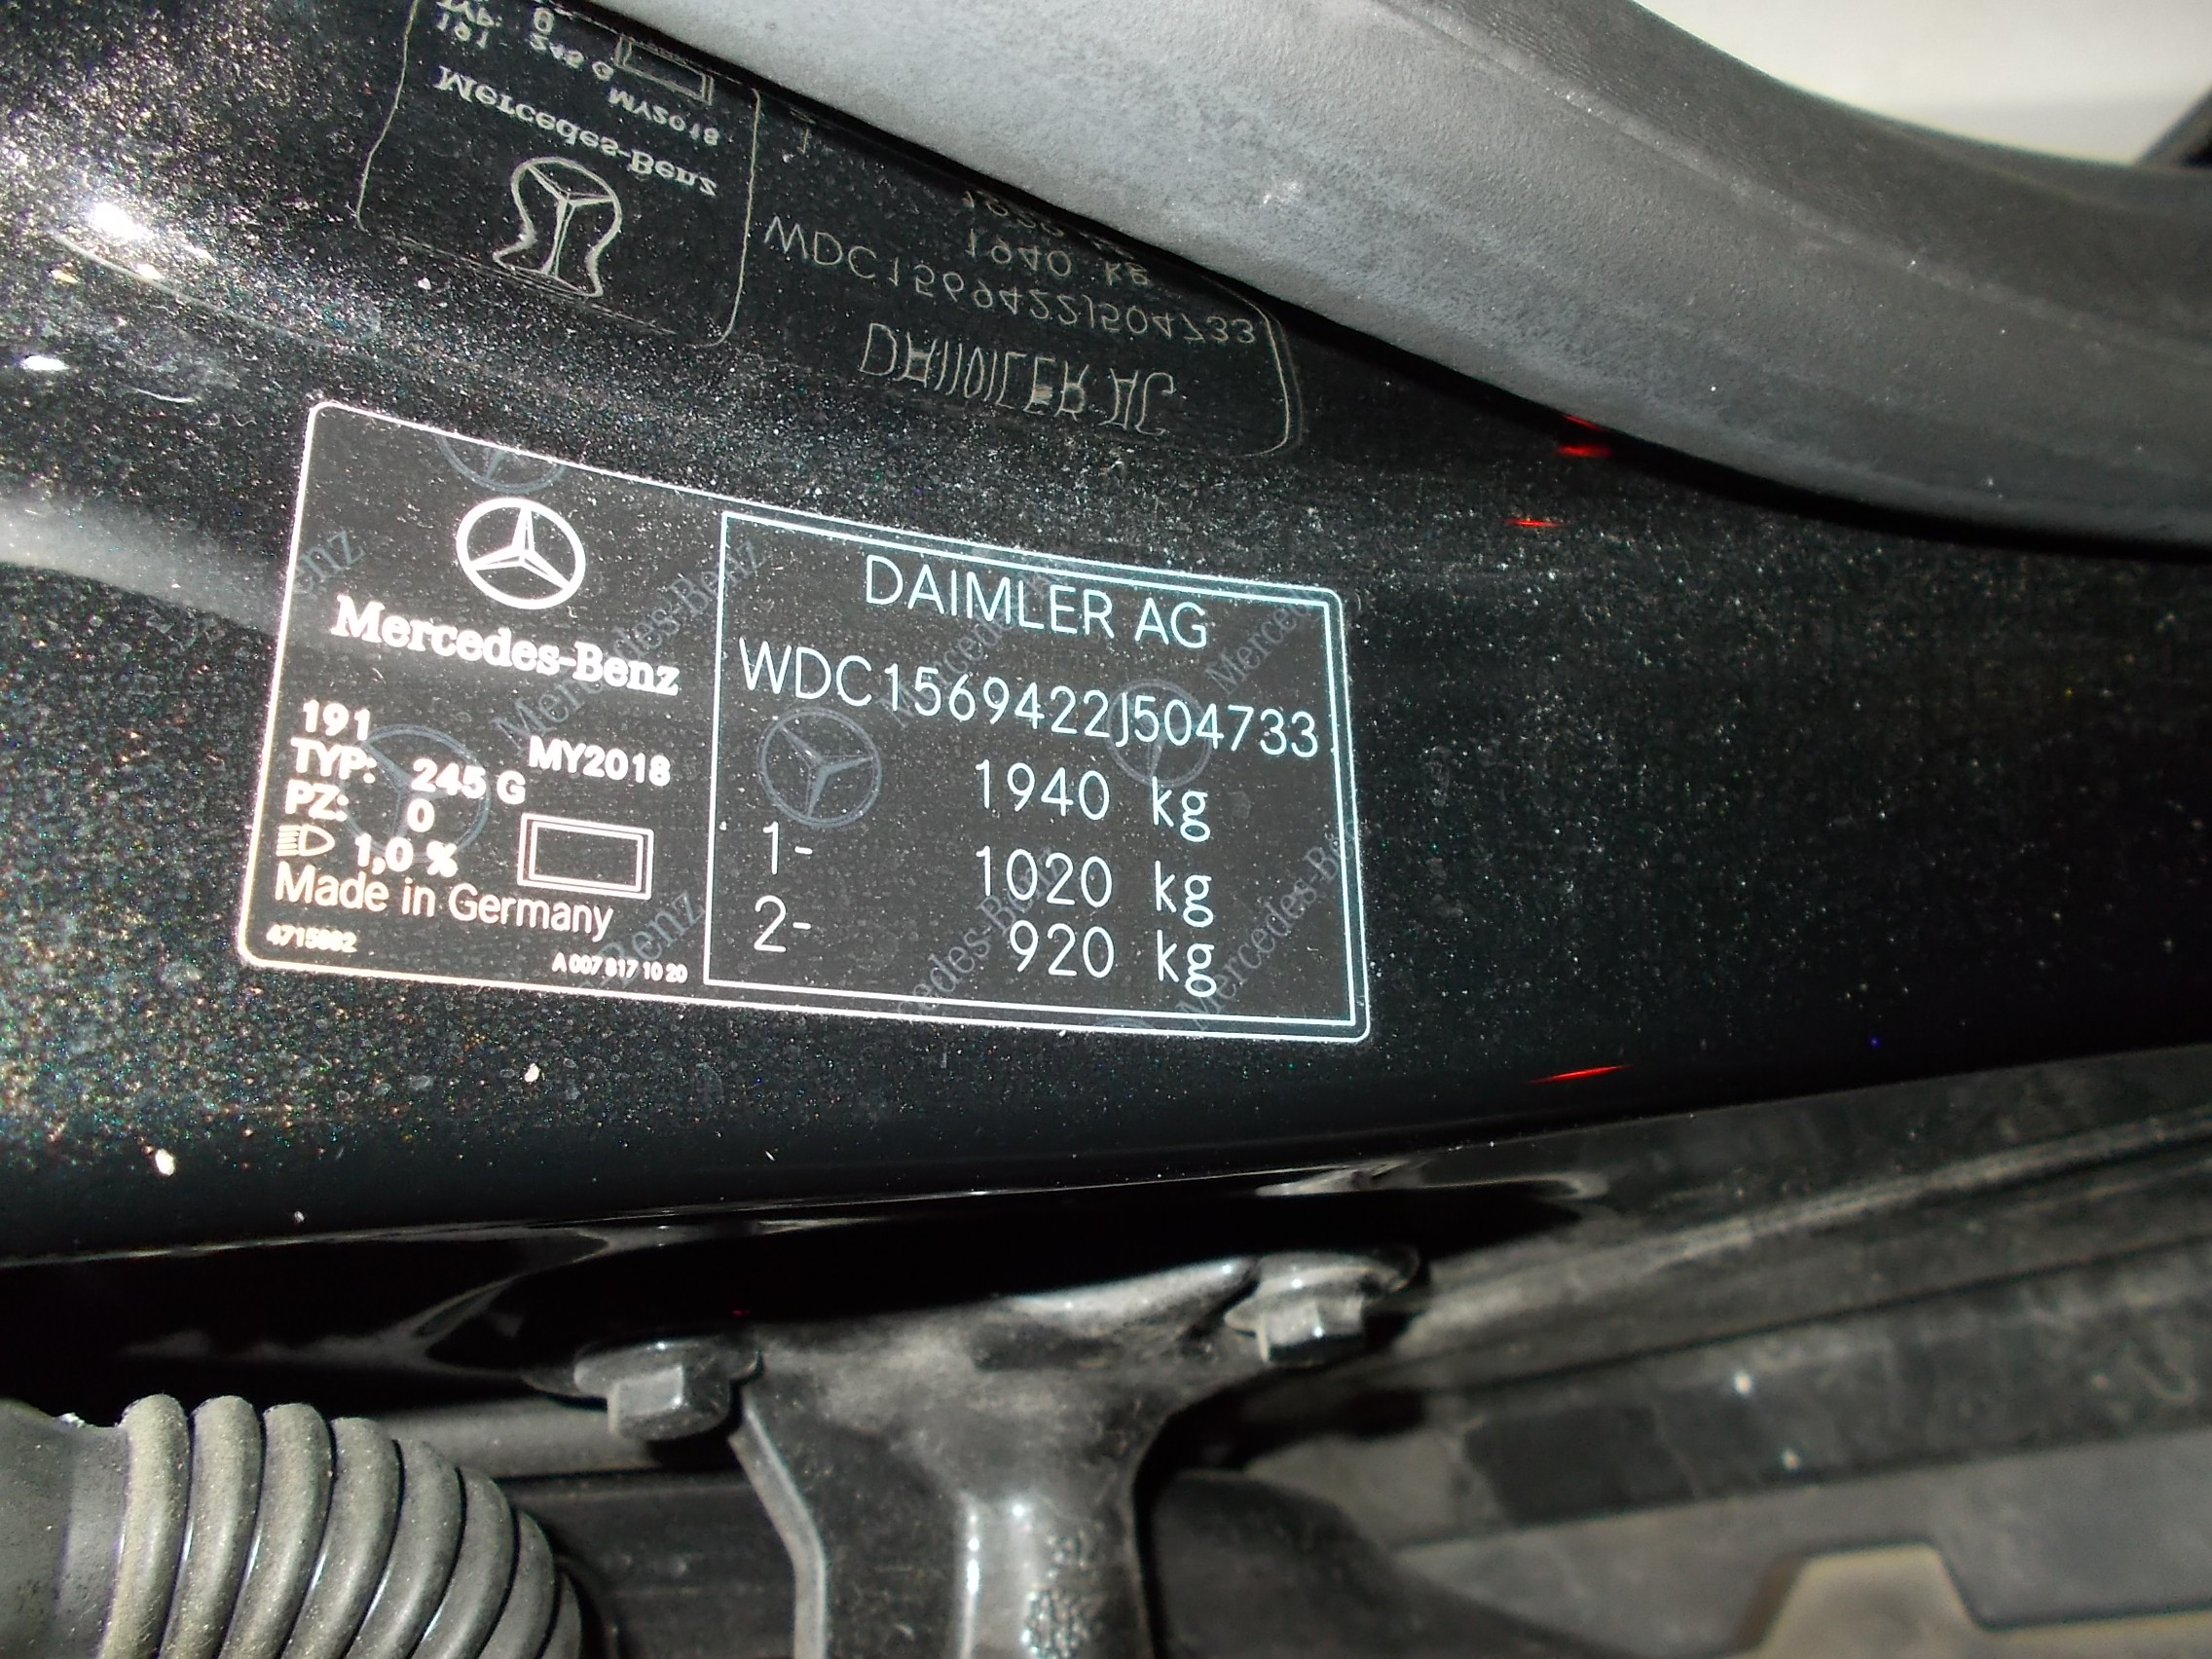 Mercedes-Benz
191
MY2018
TYP: 245 G
PZ: 0
1,0 %
Made in Germany
A 007 817 10 20
DAIMLER AG
WDC1569422J504733
1940 kg
1- 1020 kg
2- 920 kg